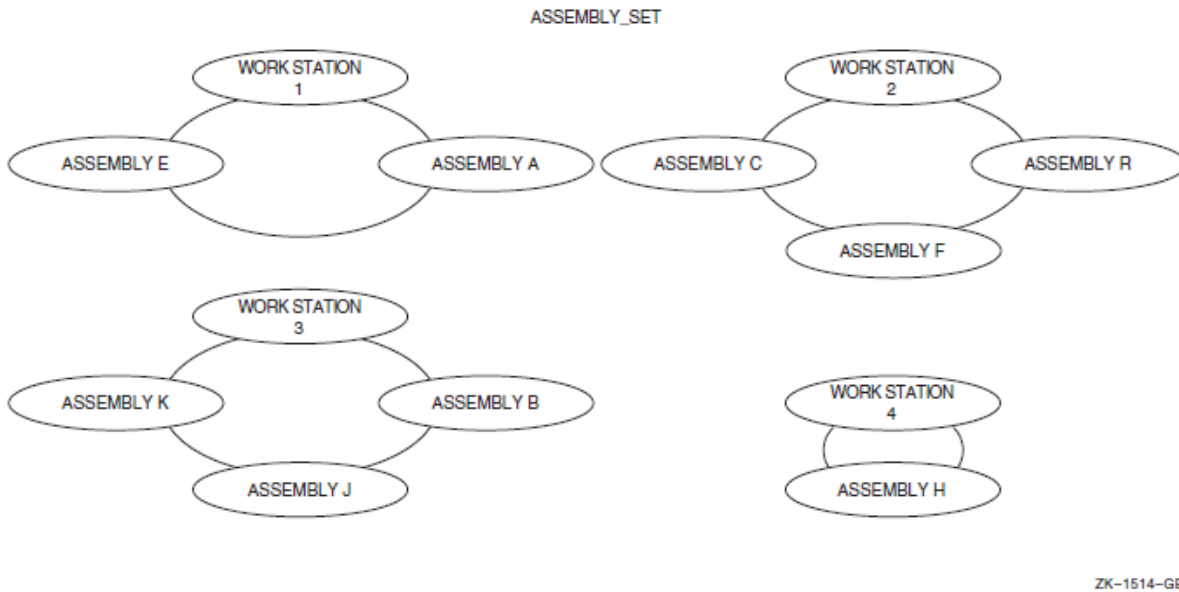 ASSEMBLY_SET
WORK STATION
1
ASSEMBLY E
ASSEMBLY A
WORK STATION
2
ASSEMBLY C
ASSEMBLY R
ASSEMBLY F
WORK STATION
3
ASSEMBLY K
ASSEMBLY B
ASSEMBLY J
WORK STATION
4
ASSEMBLY H
ZK-1514-GE